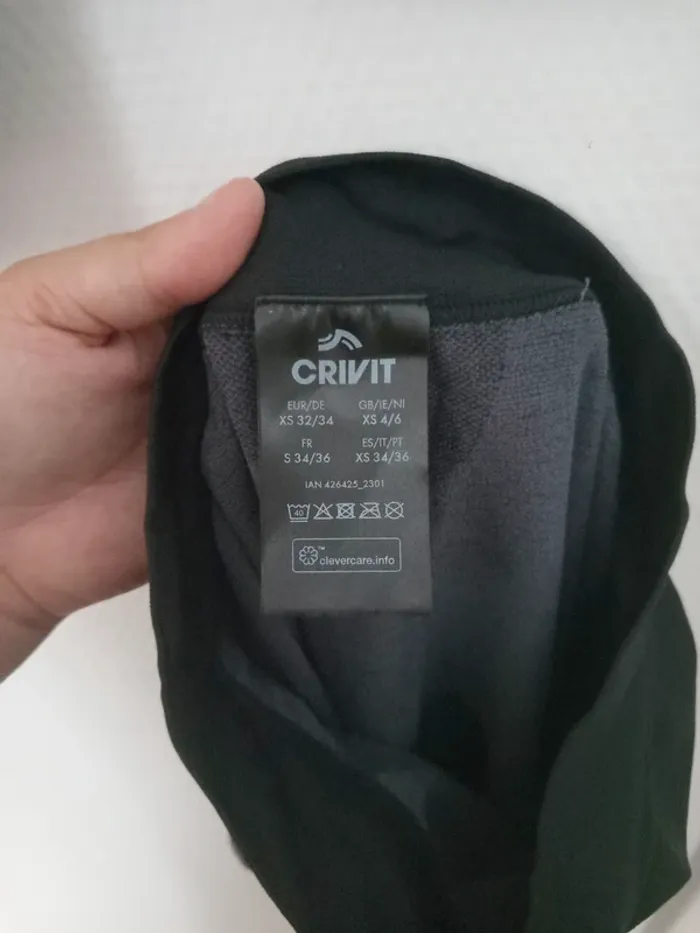 CRIVIT
EUR/DE GB/IE/NI
XS 32/34 XS 4/6
FR ES/IT/PT
S 34/36 XS 34/36
IAN 426425_2301
40
™
clevercare.info